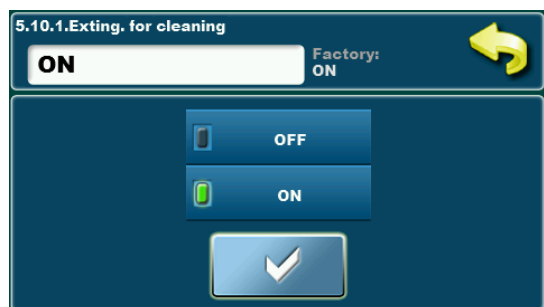 5.10.1.Exting. for cleaning
ON
Factory:
ON
OFF
ON